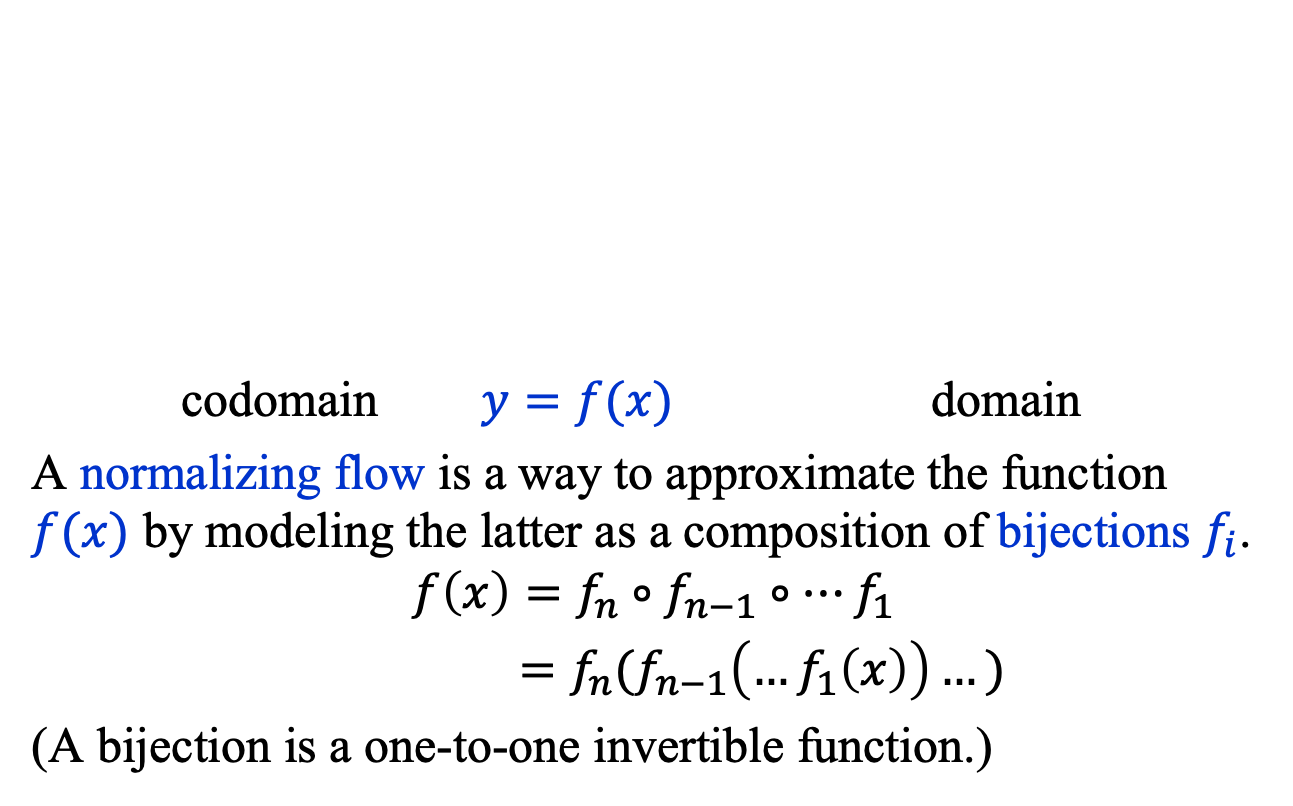 codomain y = f(x) domain
A normalizing flow is a way to approximate the function
f(x) by modeling the latter as a composition of bijections fᵢ.
f(x) = fₙ ∘ fₙ₋₁ ∘ ⋯ f₁
= fₙ(fₙ₋₁(… f₁(x)) … )
(A bijection is a one-to-one invertible function.)